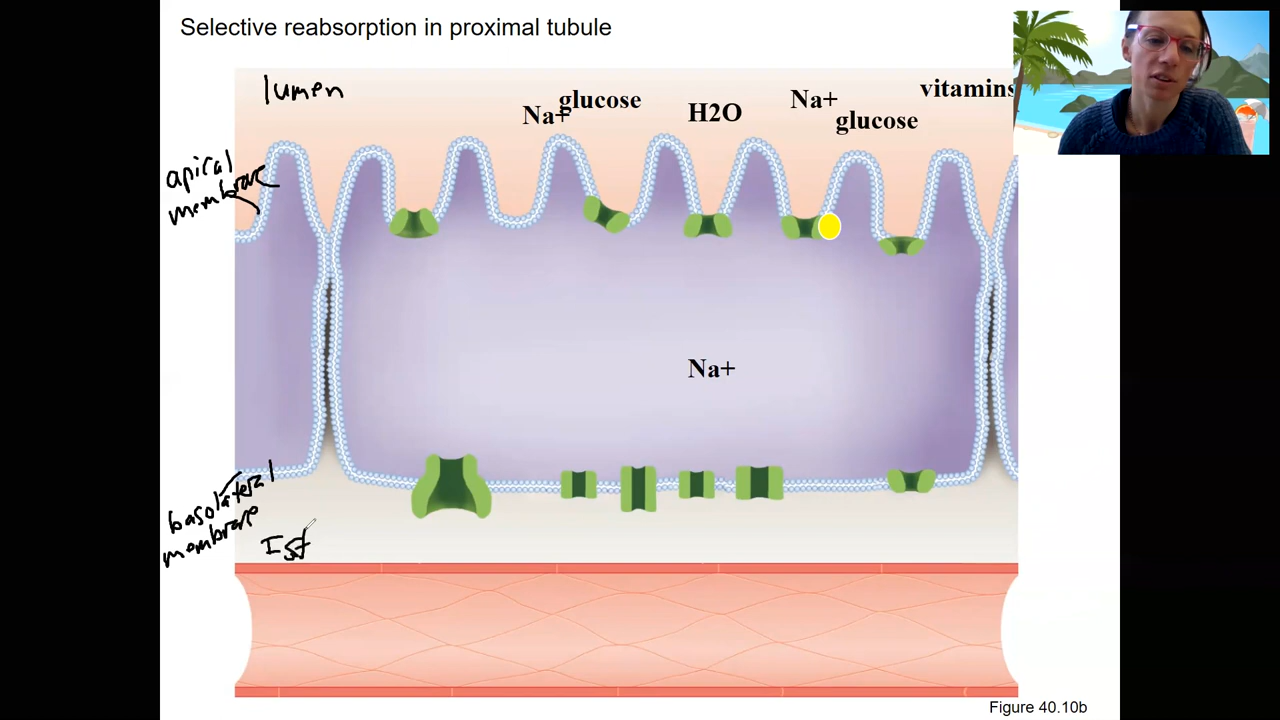 Selective reabsorption in proximal tubule
lumen
Na+
glucose
H2O
Na+
glucose
vitamins
apical
membrane
Na+
basolateral
membrane
ISF
Figure 40.10b